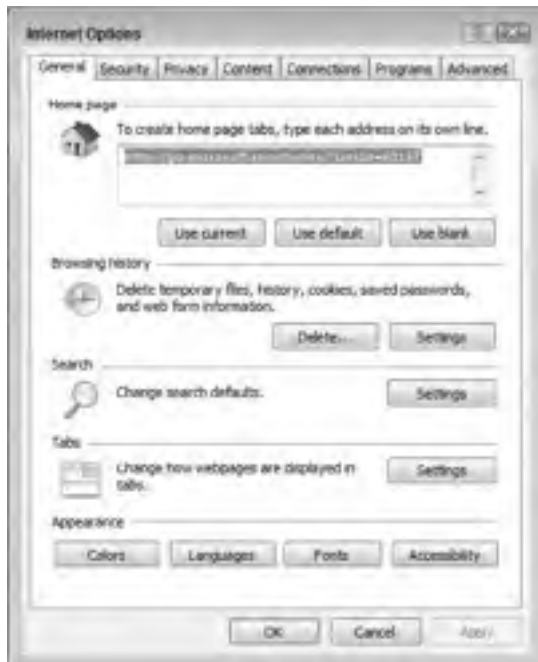 Internet Options
General Security Privacy Content Connections Programs Advanced
Home page
To create home page tabs, type each address on its own line.
Use current Use default Use blank
Browsing history
Delete temporary files, history, cookies, saved passwords,
and web form information.
Delete... Settings
Search
Change search defaults.
Settings
Tabs
Change how webpages are displayed in
tabs.
Settings
Appearance
Colors Languages Fonts Accessibility
OK Cancel Apply